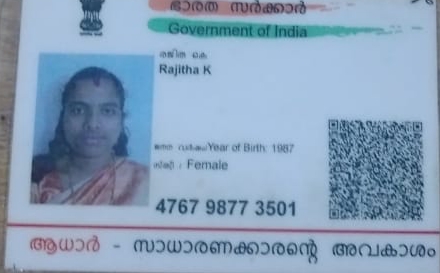 ഭാരത സർക്കാർ
Government of India
രജിത കെ
Rajitha K
ജനന വർഷം/Year of Birth: 1987
സ്ത്രീ / Female
4767 9877 3501
ആധാർ - സാധാരണക്കാരന്റെ അവകാശം